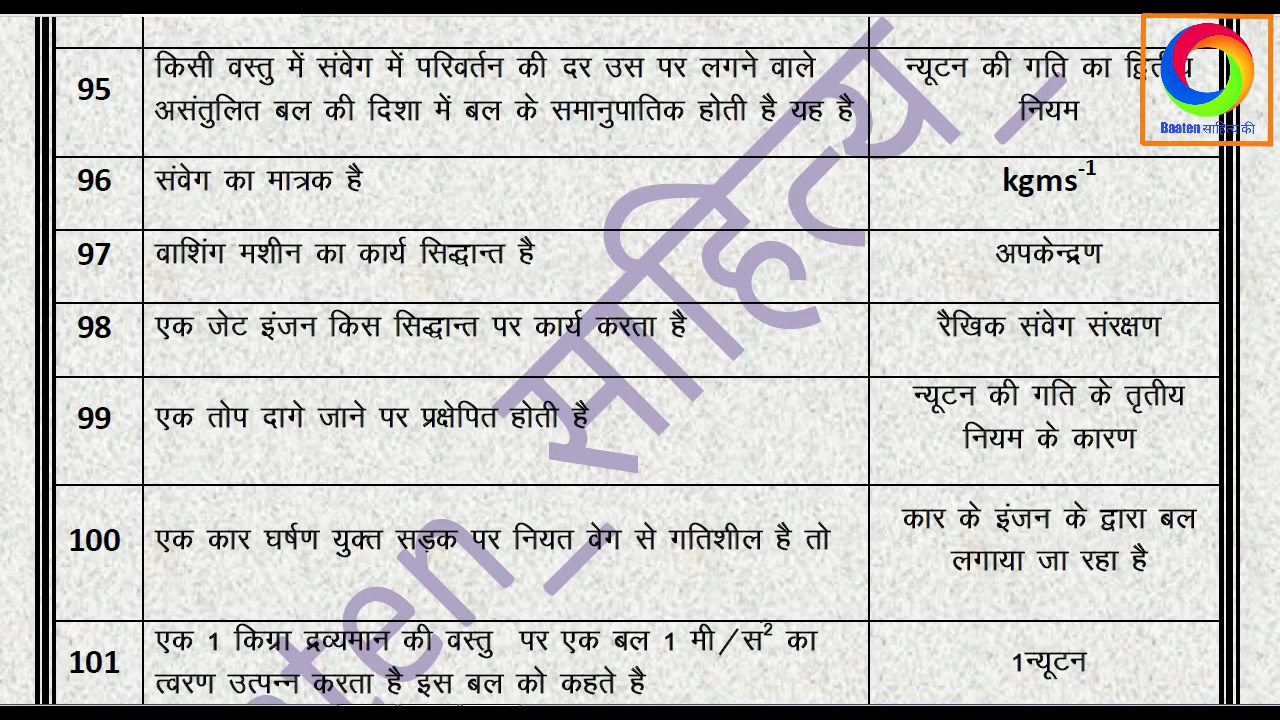 95
किसी वस्तु में संवेग में परिवर्तन की दर उस पर लगने वाले
असंतुलित बल की दिशा में बल के समानुपातिक होती है यह है
न्यूटन की गति का द्वितीय
नियम
Baaten साहित्य की
96
संवेग का मात्रक है
kgms⁻¹
97
वाशिंग मशीन का कार्य सिद्धान्त है
अपकेन्द्रण
98
एक जेट इंजन किस सिद्धान्त पर कार्य करता है
रैखिक संवेग संरक्षण
99
एक तोप दागे जाने पर प्रक्षेपित होती है
न्यूटन की गति के तृतीय
नियम के कारण
100
एक कार घर्षण युक्त सड़क पर नियत वेग से गतिशील है तो
कार के इंजन के द्वारा बल
लगाया जा रहा है
101
एक 1 किग्रा द्रव्यमान की वस्तु पर एक बल 1 मी/स² का
त्वरण उत्पन्न करता है इस बल को कहते है
1न्यूटन
ten_साहित्य_